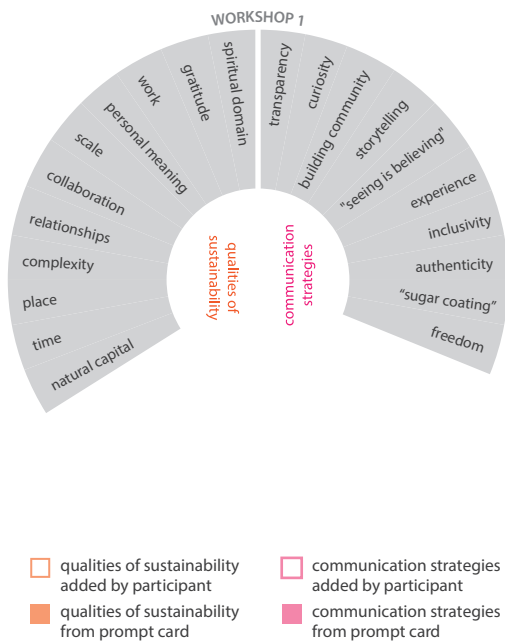 WORKSHOP 1
natural capital
time
place
complexity
relationships
collaboration
scale
personal meaning
work
gratitude
spiritual domain
transparency
curiosity
building community
storytelling
"seeing is believing"
experience
inclusivity
authenticity
“sugar coating”
freedom
qualities of
sustainability
communication
strategies
qualities of sustainability
added by participant
qualities of sustainability
from prompt card
communication strategies
added by participant
communication strategies
from prompt card